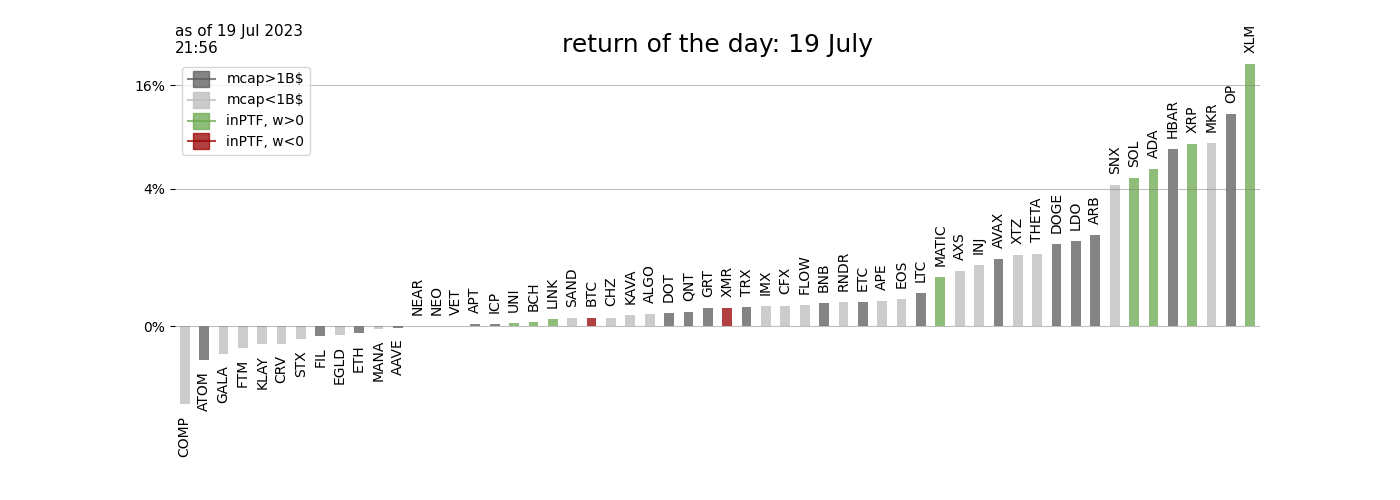 as of 19 Jul 2023
21:56
return of the day: 19 July
mcap>1B$
mcap<1B$
inPTF, w>0
inPTF, w<0
16%
4%
0%
COMP
ATOM
GALA
FTM
KLAY
CRV
STX
FIL
EGLD
ETH
MANA
AAVE
NEAR
NEO
VET
APT
ICP
UNI
BCH
LINK
SAND
BTC
CHZ
KAVA
ALGO
DOT
QNT
GRT
XMR
TRX
IMX
CFX
FLOW
BNB
RNDR
ETC
APE
EOS
LTC
MATIC
AXS
INJ
AVAX
XTZ
THETA
DOGE
LDO
ARB
SNX
SOL
ADA
HBAR
XRP
MKR
OP
XLM